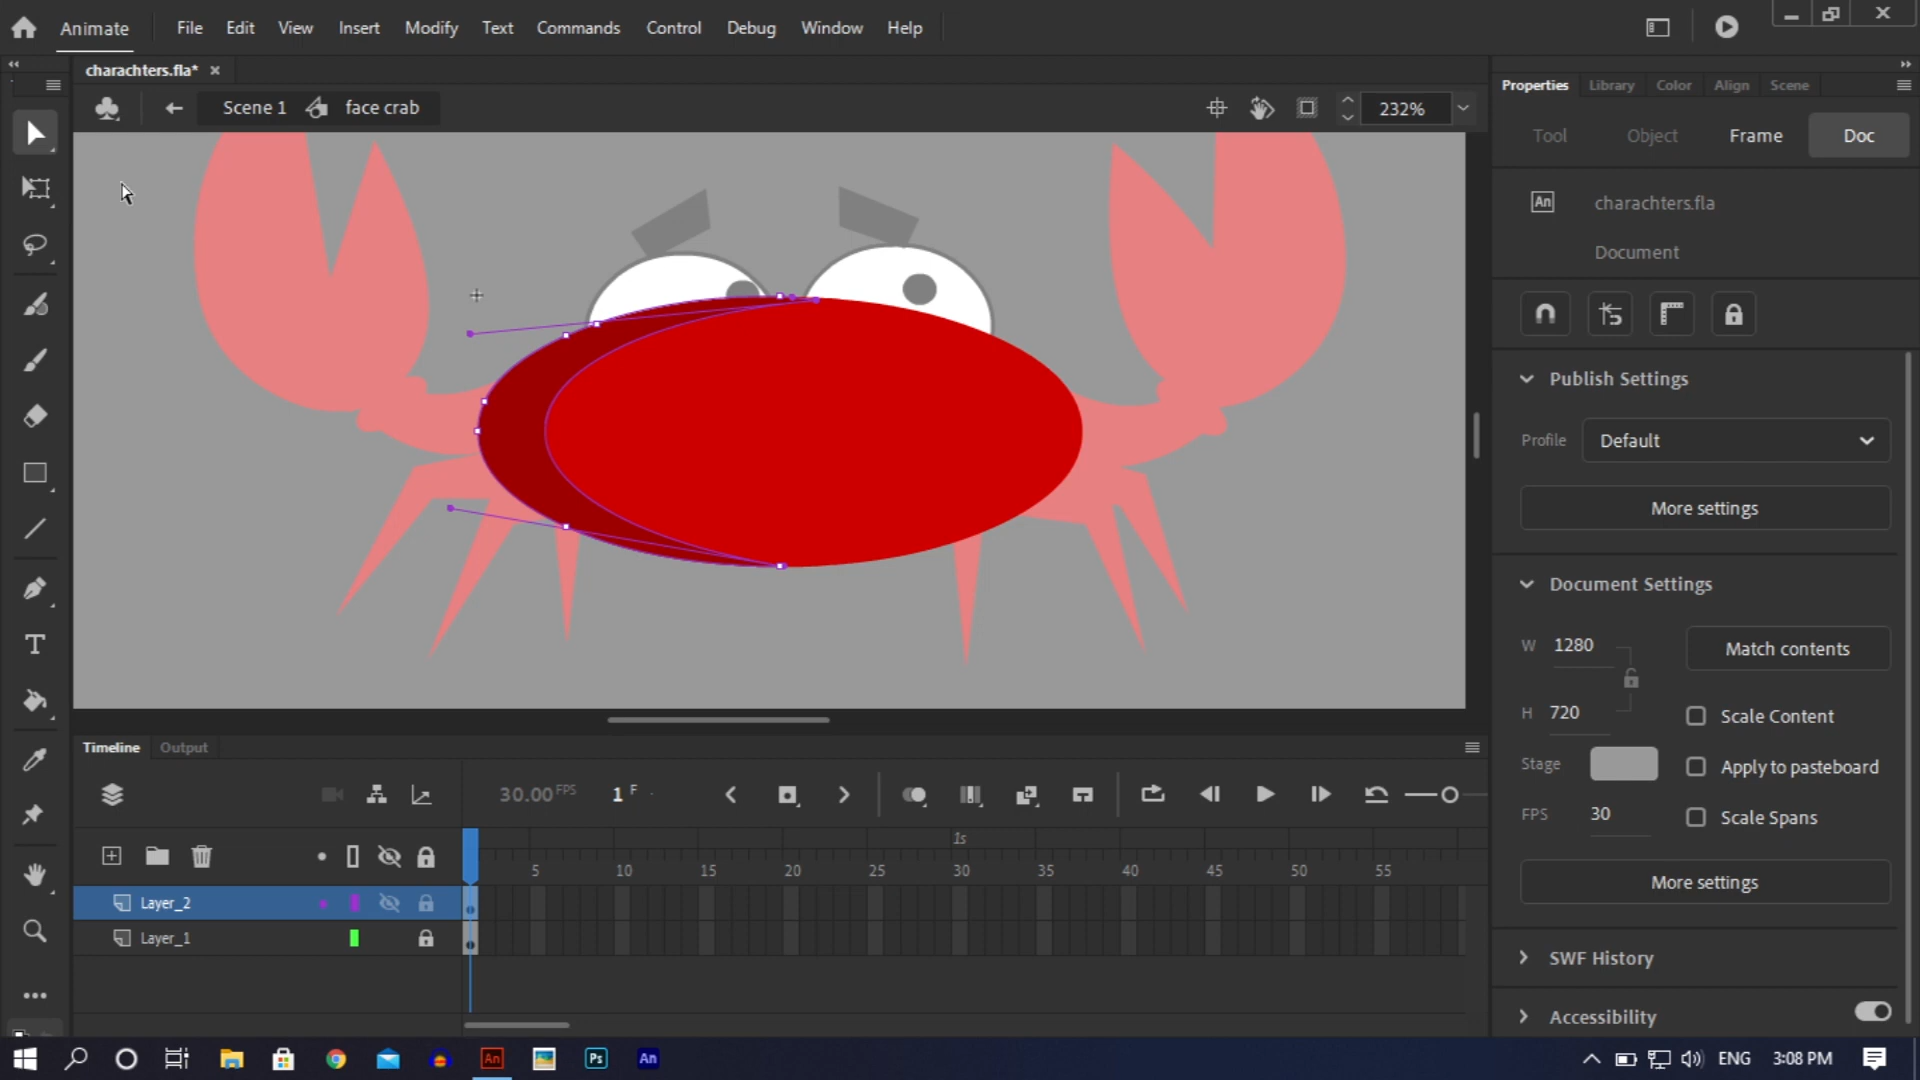 Animate File Edit View Insert Modify Text Commands Control Debug Window Help
charachters.fla*
Scene 1 face crab 232%
Properties Library Color Align Scene
Tool Object Frame Doc
An charachters.fla
Document
Publish Settings
Profile Default
More settings
Document Settings
W 1280 Match contents
H 720 Scale Content
Stage Apply to pasteboard
FPS 30 Scale Spans
More settings
SWF History
Accessibility
Timeline Output
30.00 FPS 1 F
1s
5 10 15 20 25 30 35 40 45 50 55
Layer_2
Layer_1
An Ps An ENG 3:08 PM